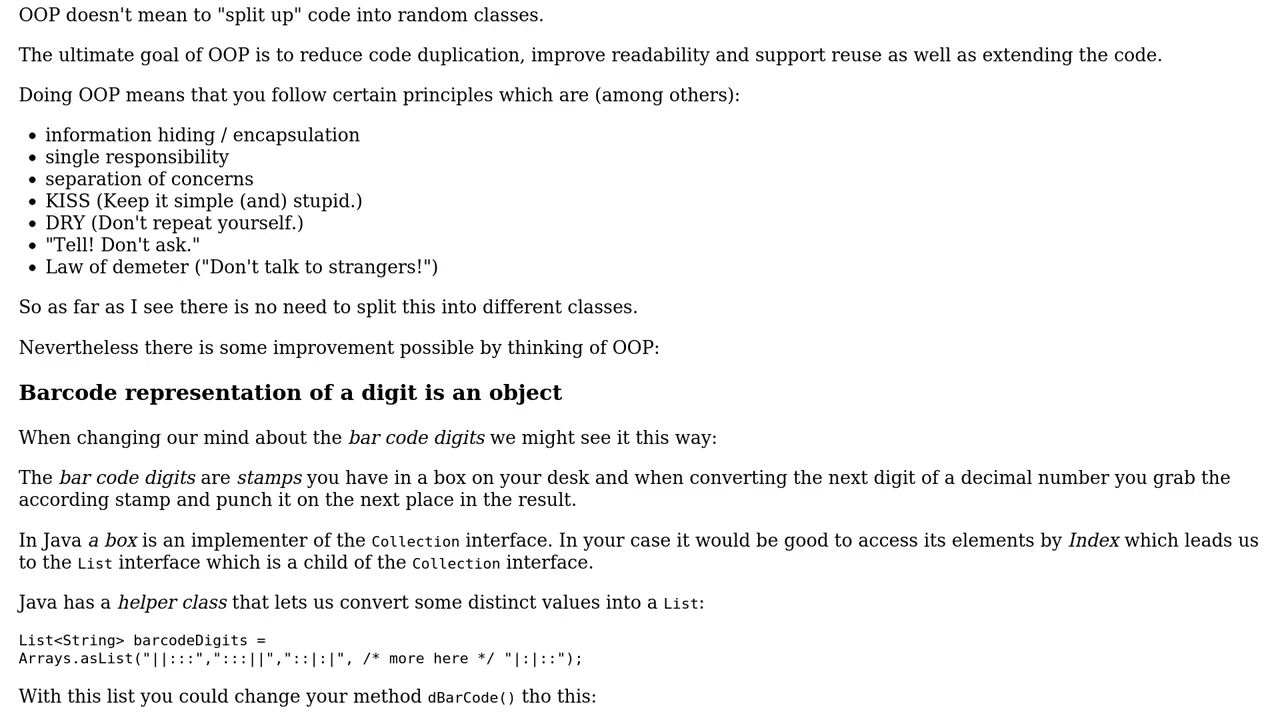 OOP doesn't mean to "split up" code into random classes.
The ultimate goal of OOP is to reduce code duplication, improve readability and support reuse as well as extending the code.
Doing OOP means that you follow certain principles which are (among others):
• information hiding / encapsulation
• single responsibility
• separation of concerns
• KISS (Keep it simple (and) stupid.)
• DRY (Don't repeat yourself.)
• "Tell! Don't ask."
• Law of demeter ("Don't talk to strangers!")
So as far as I see there is no need to split this into different classes.
Nevertheless there is some improvement possible by thinking of OOP:
Barcode representation of a digit is an object
When changing our mind about the bar code digits we might see it this way:
The bar code digits are stamps you have in a box on your desk and when converting the next digit of a decimal number you grab the
according stamp and punch it on the next place in the result.
In Java a box is an implementer of the Collection interface. In your case it would be good to access its elements by Index which leads us
to the List interface which is a child of the Collection interface.
Java has a helper class that lets us convert some distinct values into a List:
List<String> barcodeDigits =
Arrays.asList("||:::",":::||","::|:|", /* more here */ "|:|::");
With this list you could change your method dBarCode() tho this: